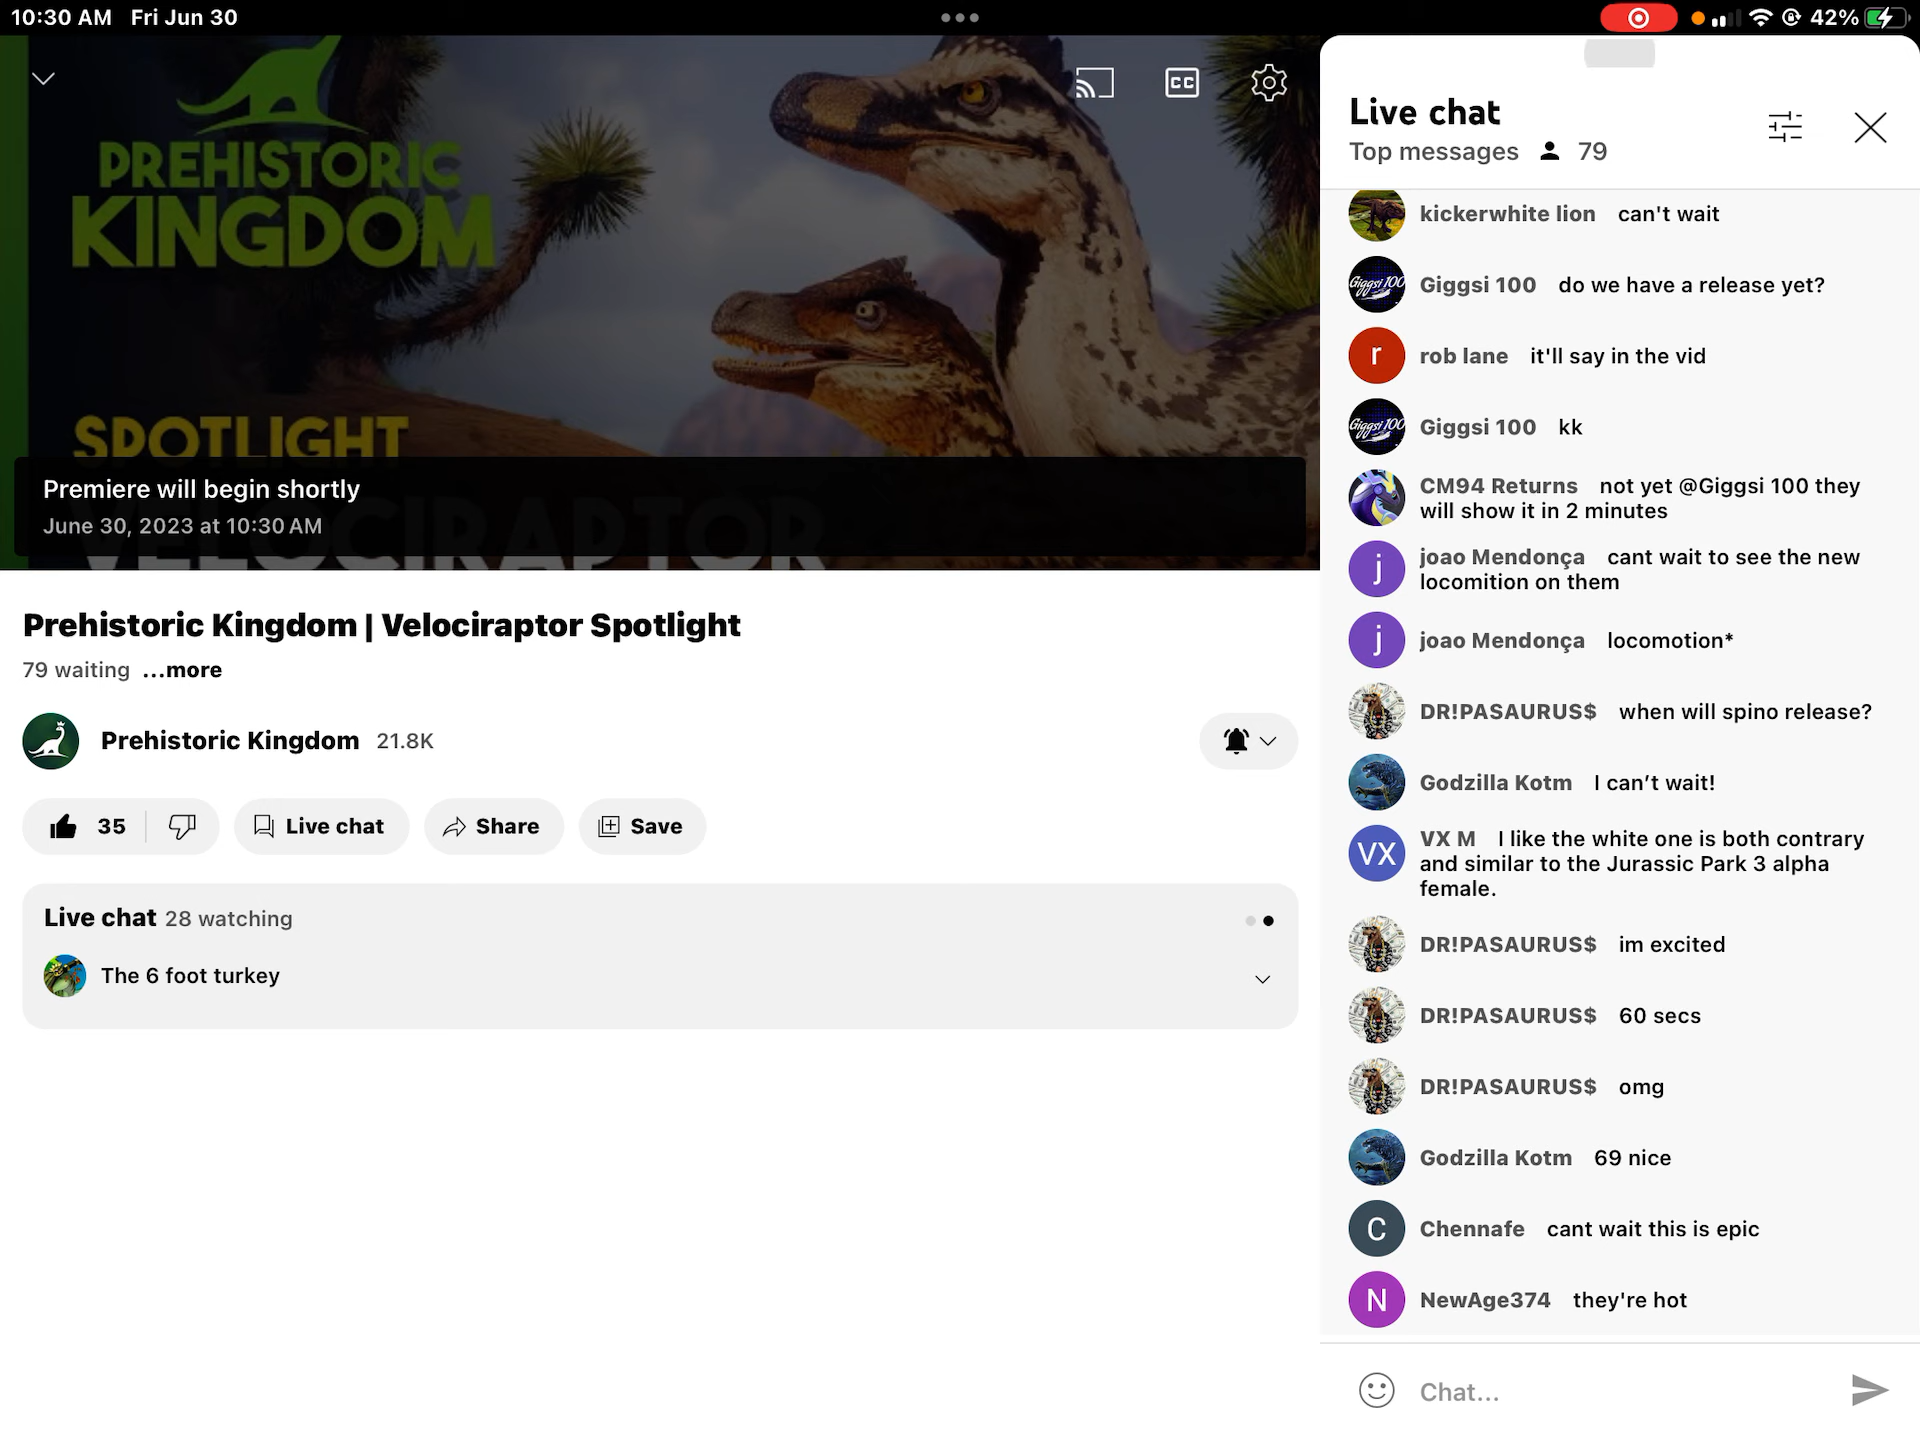 10:30 AM Fri Jun 30
42%
PREHISTORIC
KINGDOM
CC
SPOTLIGHT
Premiere will begin shortly
June 30, 2023 at 10:30 AM
VELOCIRAPTOR
Prehistoric Kingdom | Velociraptor Spotlight
79 waiting ...more
Prehistoric Kingdom 21.8K
35
Live chat
Share
Save
Live chat 28 watching
The 6 foot turkey
Live chat
Top messages 79
kickerwhite lion can't wait
Giggsi 100
Giggsi 100 do we have a release yet?
r
rob lane it'll say in the vid
Giggsi 100
Giggsi 100 kk
CM94 Returns not yet @Giggsi 100 they
will show it in 2 minutes
j
joao Mendonça cant wait to see the new
locomition on them
j
joao Mendonça locomotion*
DR!PASAURUS$ when will spino release?
Godzilla Kotm I can’t wait!
VX
VX M I like the white one is both contrary
and similar to the Jurassic Park 3 alpha
female.
DR!PASAURUS$ im excited
DR!PASAURUS$ 60 secs
DR!PASAURUS$ omg
Godzilla Kotm 69 nice
C
Chennafe cant wait this is epic
N
NewAge374 they're hot
Chat...